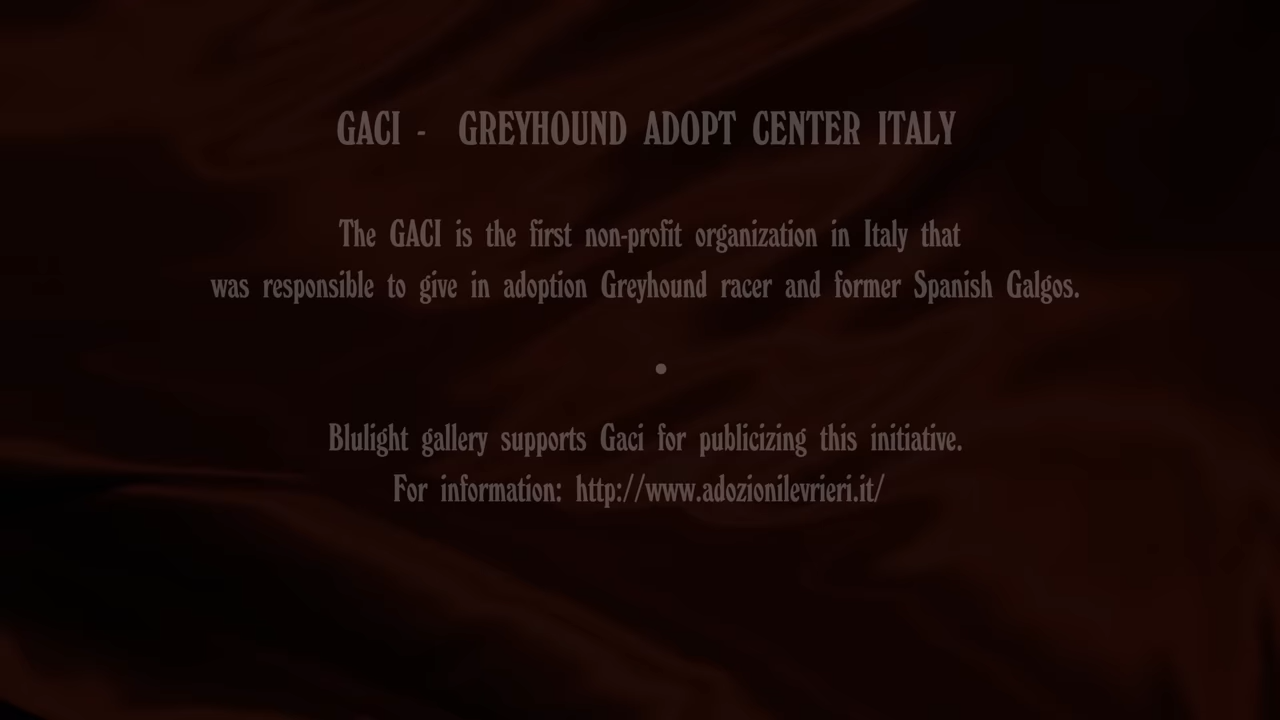 GACI - GREYHOUND ADOPT CENTER ITALY
The GACI is the first non-profit organization in Italy that
was responsible to give in adoption Greyhound racer and former Spanish Galgos.
•
Blulight gallery supports Gaci for publicizing this initiative.
For information: http://www.adozionilevrieri.it/